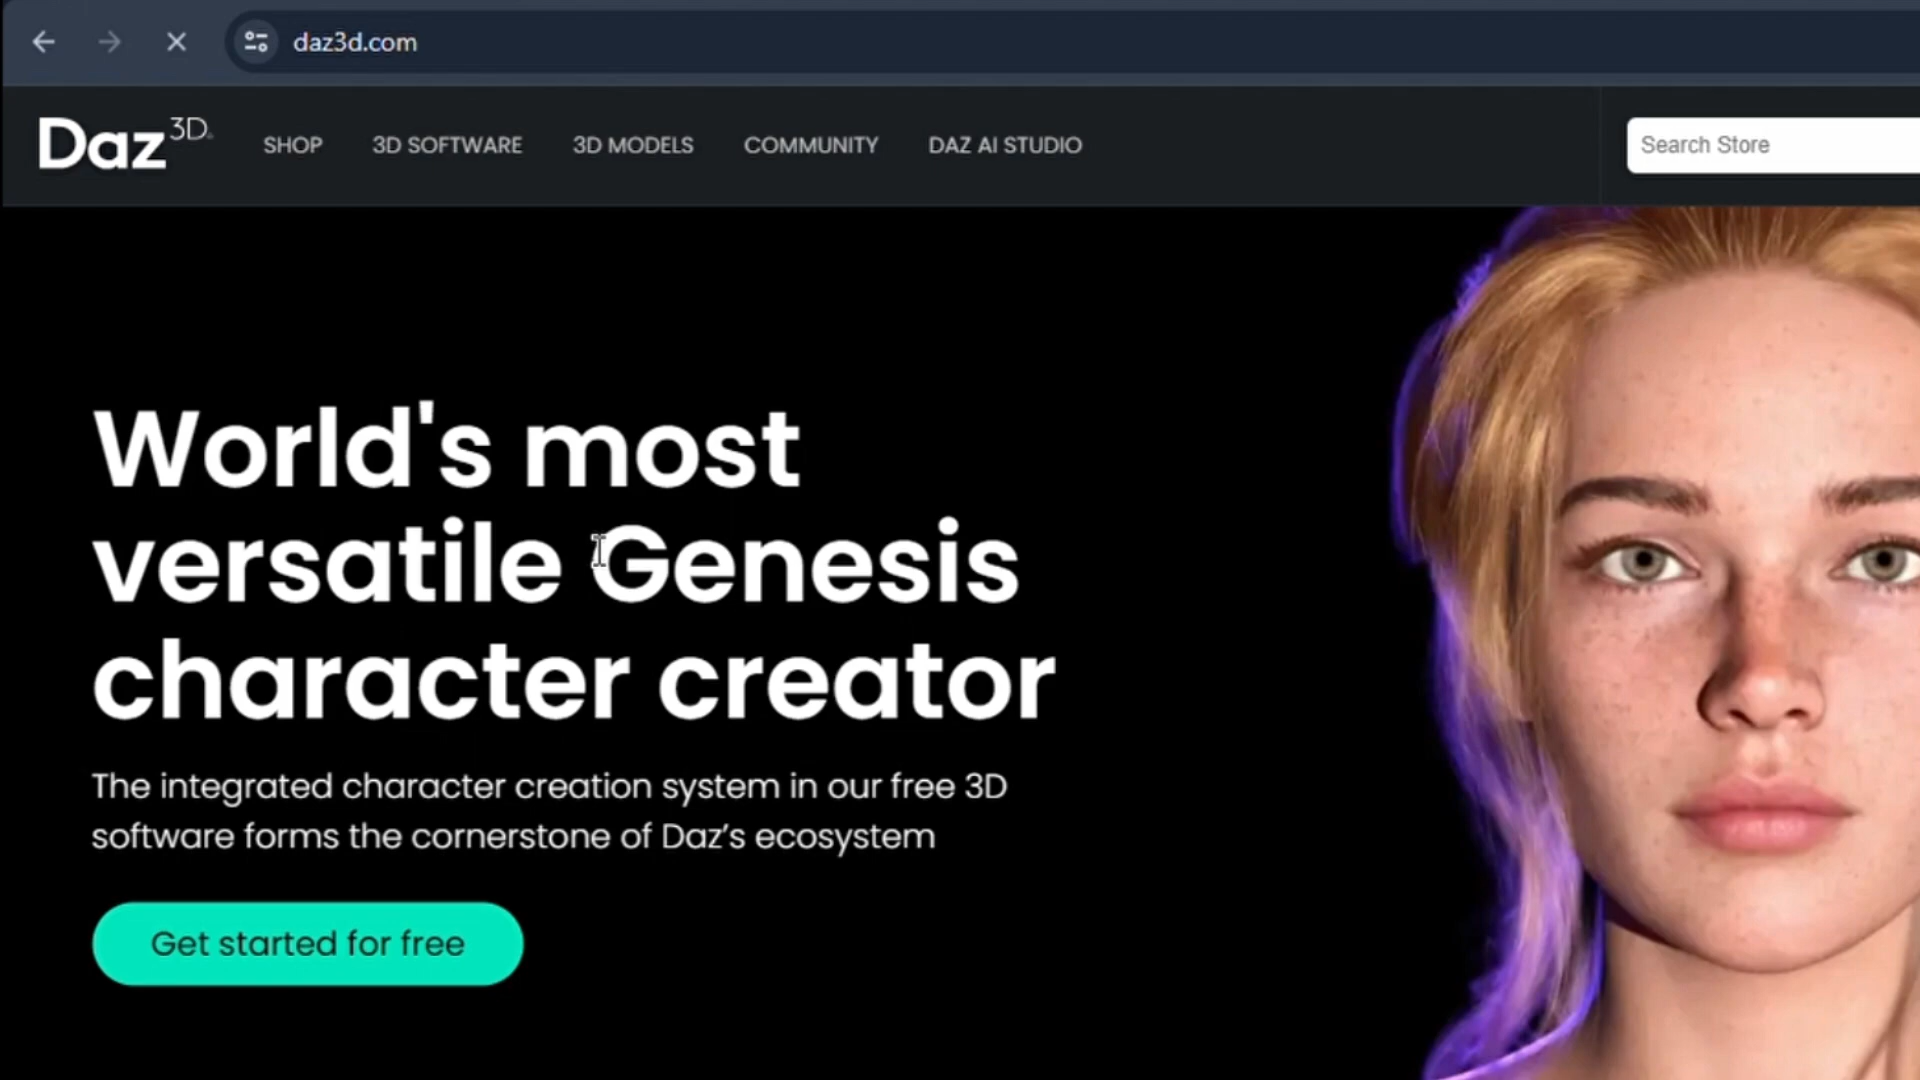 daz3d.com
Daz 3D
SHOP
3D SOFTWARE
3D MODELS
COMMUNITY
DAZ AI STUDIO
Search Store
World's most
versatile Genesis
character creator
The integrated character creation system in our free 3D
software forms the cornerstone of Daz’s ecosystem
Get started for free